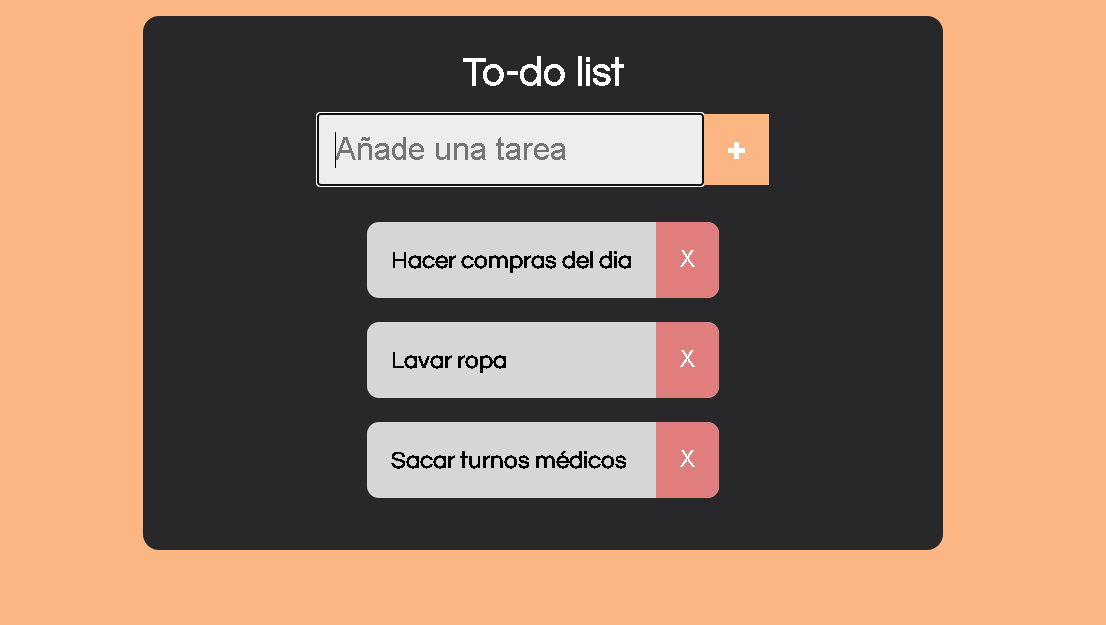 To-do list
Añade una tarea
+
Hacer compras del dia
X
Lavar ropa
X
Sacar turnos médicos
X